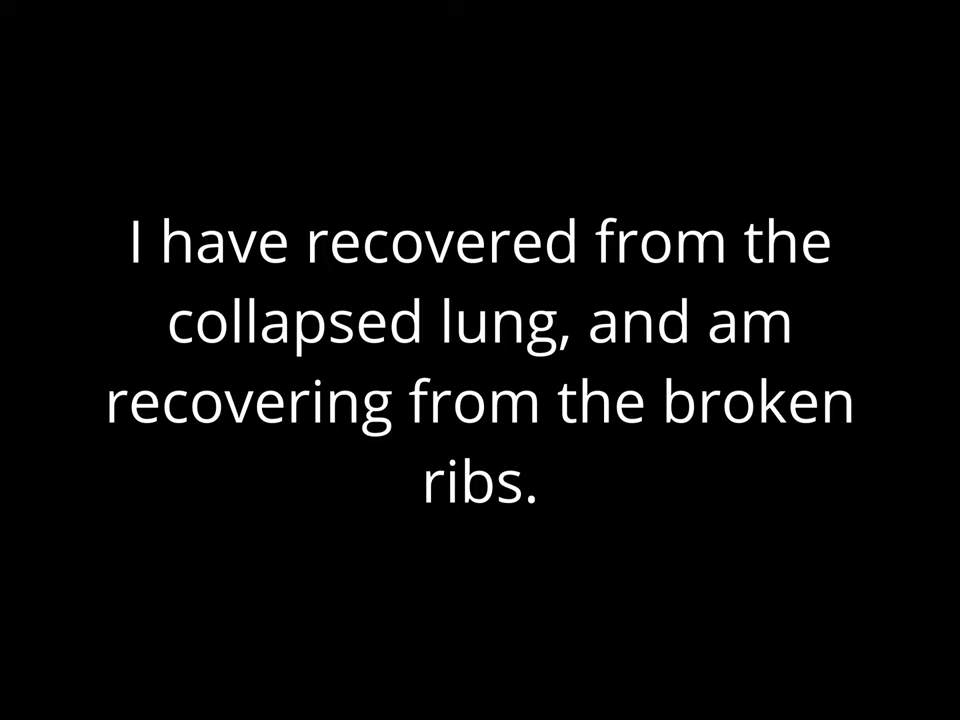 I have recovered from the
collapsed lung, and am
recovering from the broken
ribs.